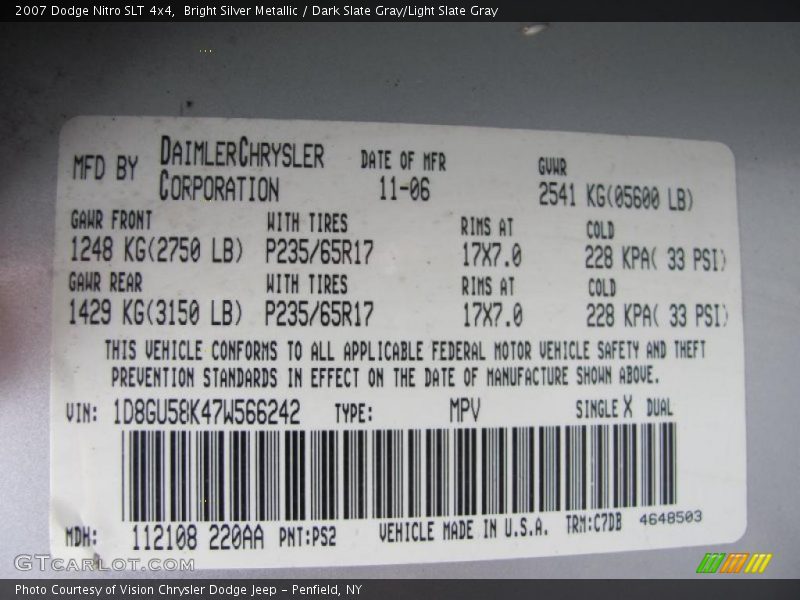 2007 Dodge Nitro SLT 4x4,  Bright Silver Metallic / Dark Slate Gray/Light Slate Gray
MFD BY DAIMLERCHRYSLER CORPORATION DATE OF MFR 11-06 GVWR 2541 KG(05600 LB)
GAWR FRONT WITH TIRES RIMS AT COLD
1248 KG(2750 LB) P235/65R17 17X7.0 228 KPA( 33 PSI)
GAWR REAR WITH TIRES RIMS AT COLD
1429 KG(3150 LB) P235/65R17 17X7.0 228 KPA( 33 PSI)
THIS VEHICLE CONFORMS TO ALL APPLICABLE FEDERAL MOTOR VEHICLE SAFETY AND THEFT
PREVENTION STANDARDS IN EFFECT ON THE DATE OF MANUFACTURE SHOWN ABOVE.
VIN: 1D8GU58K47W566242 TYPE: MPV SINGLE X DUAL
MDH: 112108 220AA PNT:PS2 VEHICLE MADE IN U.S.A. TRM:C7DB 4648503
GTCARLOT.COM
Photo Courtesy of Vision Chrysler Dodge Jeep – Penfield, NY